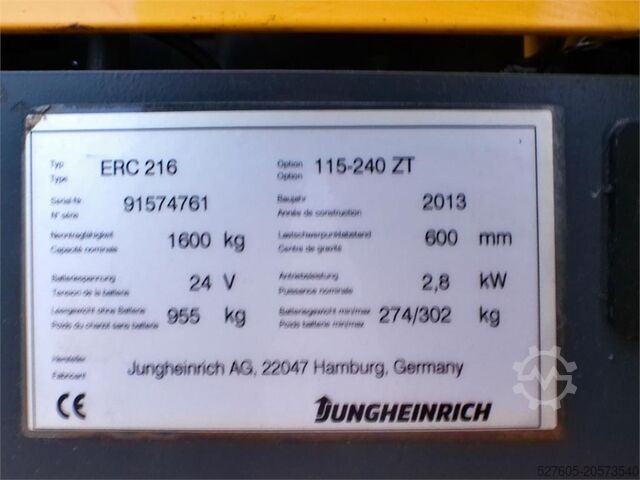 Typ ERC 216 Option 115-240 ZT
Type Option
Serial-Nr. 91574761 Baujahr 2013
N° série Année de construction
Nenntragfähigkeit 1600 kg Lastschwerpunktabstand 600 mm
Capacité nominale Centre de gravité
Batteriespannung 24 V Antriebsleistung 2,8 kW
Tension de la batterie Puissance nominale
Leergewicht ohne Batterie 955 kg Batteriegewicht min/max 274/302 kg
Poids du chariot sans batterie Poids batterie min/max
Hersteller Jungheinrich AG, 22047 Hamburg, Germany
Fabricant
CE JUNGHEINRICH
527605-20573540